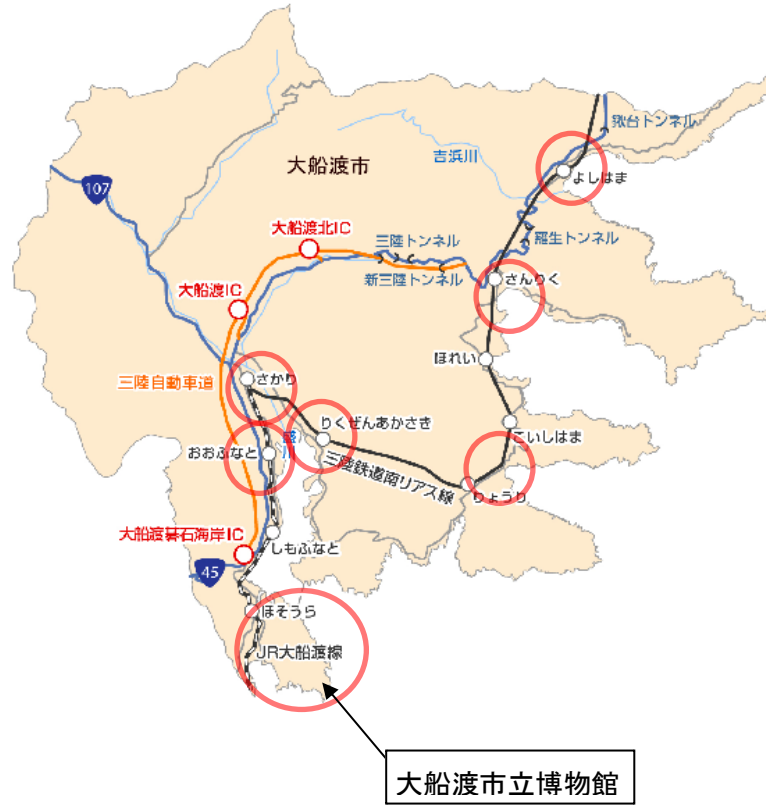 鍬台トンネル
吉浜川
よしはま
大船渡市
107
大船渡北IC
三陸トンネル
羅生トンネル
新三陸トンネル
さんりく
大船渡IC
ほれい
三陸自動車道
さかり
りくぜんあかさき
こいしはま
盛川
おおふなと
三陸鉄道南リアス線
りょうり
大船渡碁石海岸IC
しもふなと
45
ほそうら
JR大船渡線
大船渡市立博物館